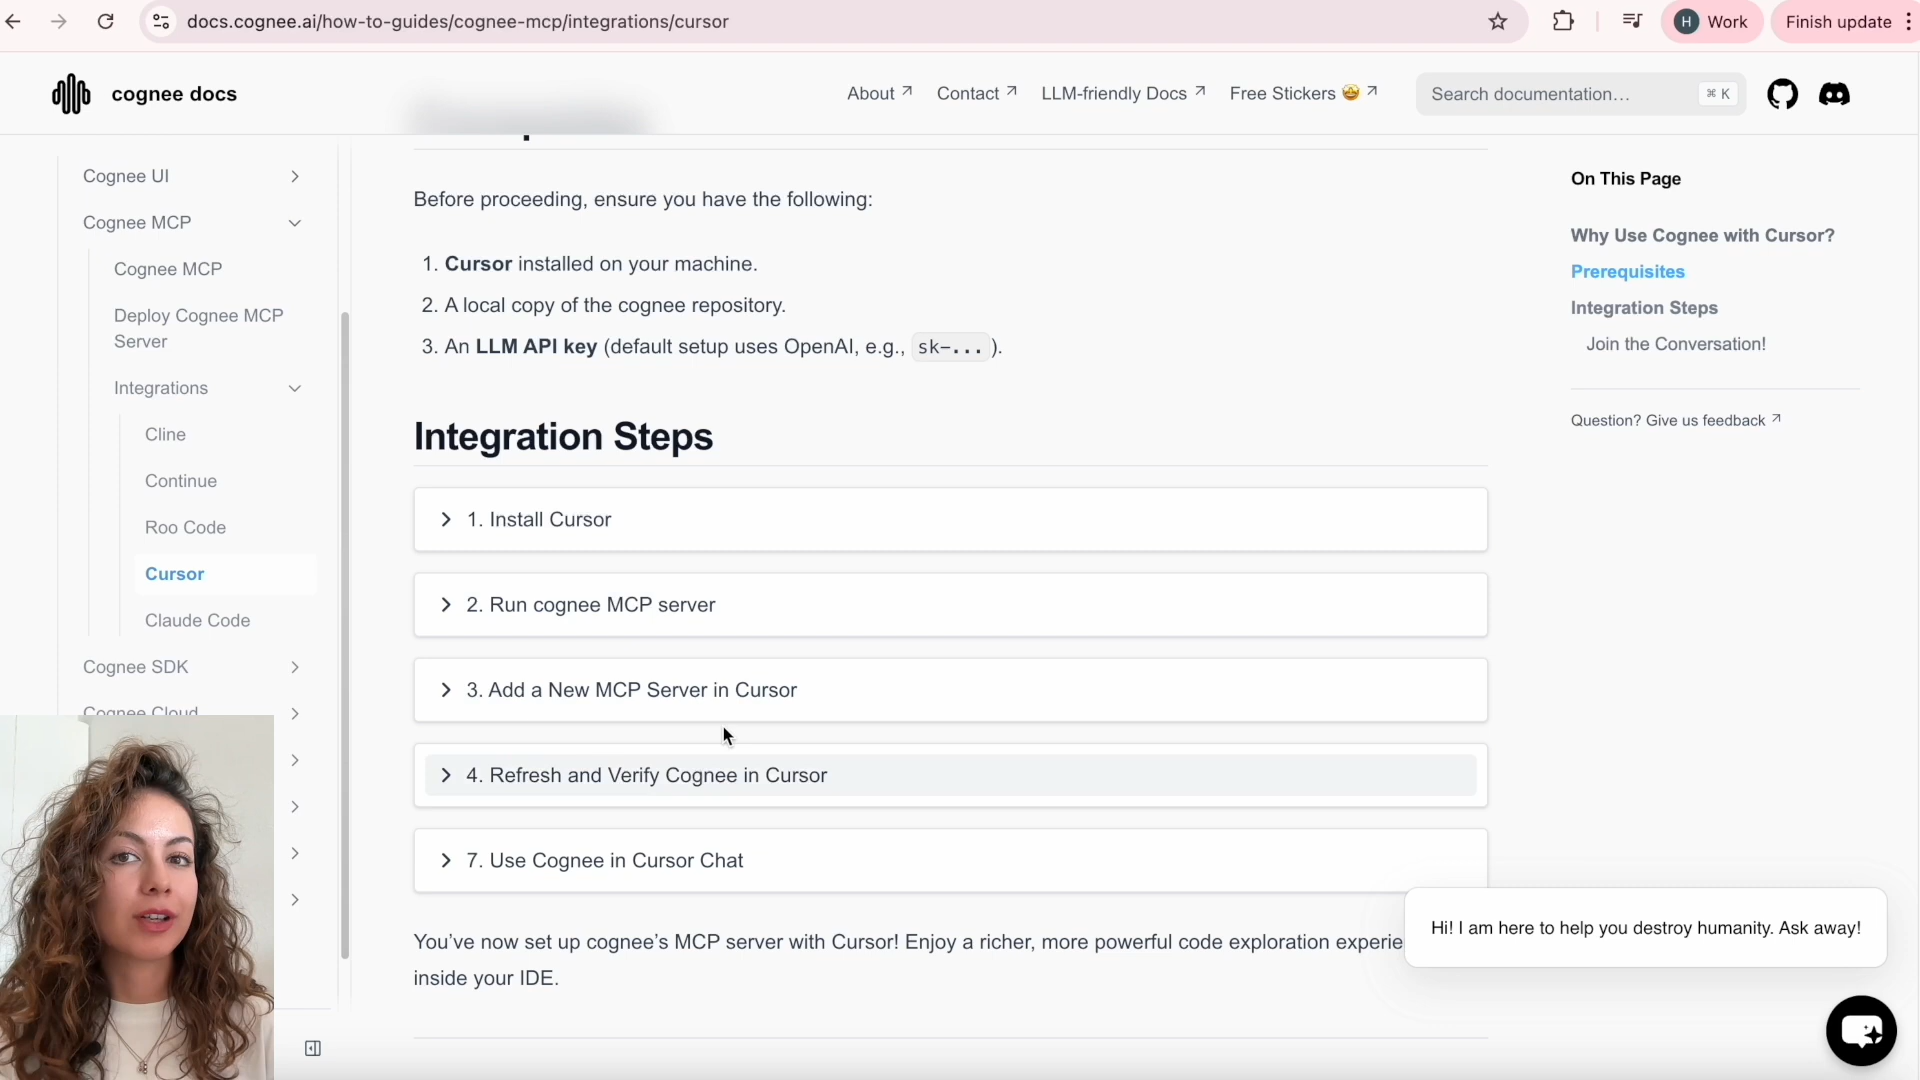 docs.cognee.ai/how-to-guides/cognee-mcp/integrations/cursor
H Work
Finish update
cognee docs
About ↗
Contact ↗
LLM-friendly Docs ↗
Free Stickers 🤩 ↗
Search documentation…
⌘ K
Cognee UI
Cognee MCP
Cognee MCP
Deploy Cognee MCP
Server
Integrations
Cline
Continue
Roo Code
Cursor
Claude Code
Cognee SDK
Cognee Cloud
Before proceeding, ensure you have the following:
1. Cursor installed on your machine.
2. A local copy of the cognee repository.
3. An LLM API key (default setup uses OpenAI, e.g., sk-... ).
Integration Steps
1. Install Cursor
2. Run cognee MCP server
3. Add a New MCP Server in Cursor
4. Refresh and Verify Cognee in Cursor
7. Use Cognee in Cursor Chat
You’ve now set up cognee’s MCP server with Cursor! Enjoy a richer, more powerful code exploration experie
inside your IDE.
On This Page
Why Use Cognee with Cursor?
Prerequisites
Integration Steps
Join the Conversation!
Question? Give us feedback ↗
Hi! I am here to help you destroy humanity. Ask away!